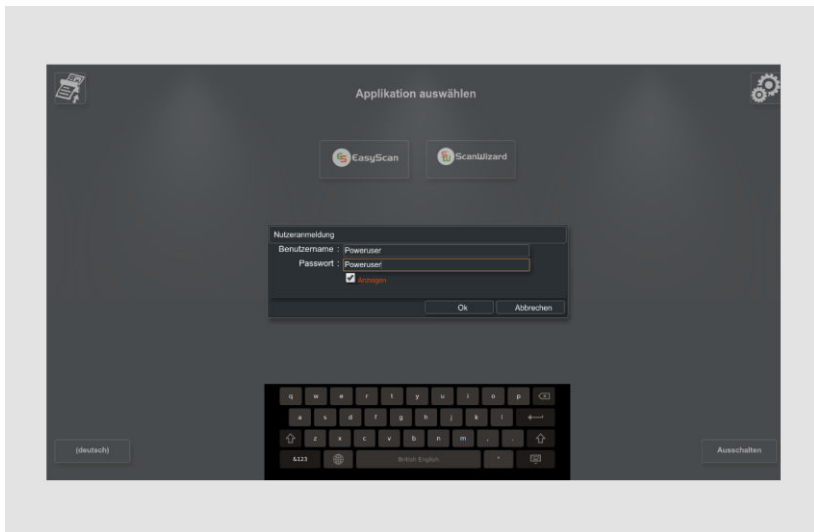 Applikation auswählen
EasyScan
ScanWizard
Nutzeranmeldung
Benutzername : Poweruser
Passwort : Poweruser
Anzeigen
Ok Abbrechen
q w e r t y u i o p
a s d f g h j k l
z x c v b n m , .
&123 British English
(deutsch)
Ausschalten